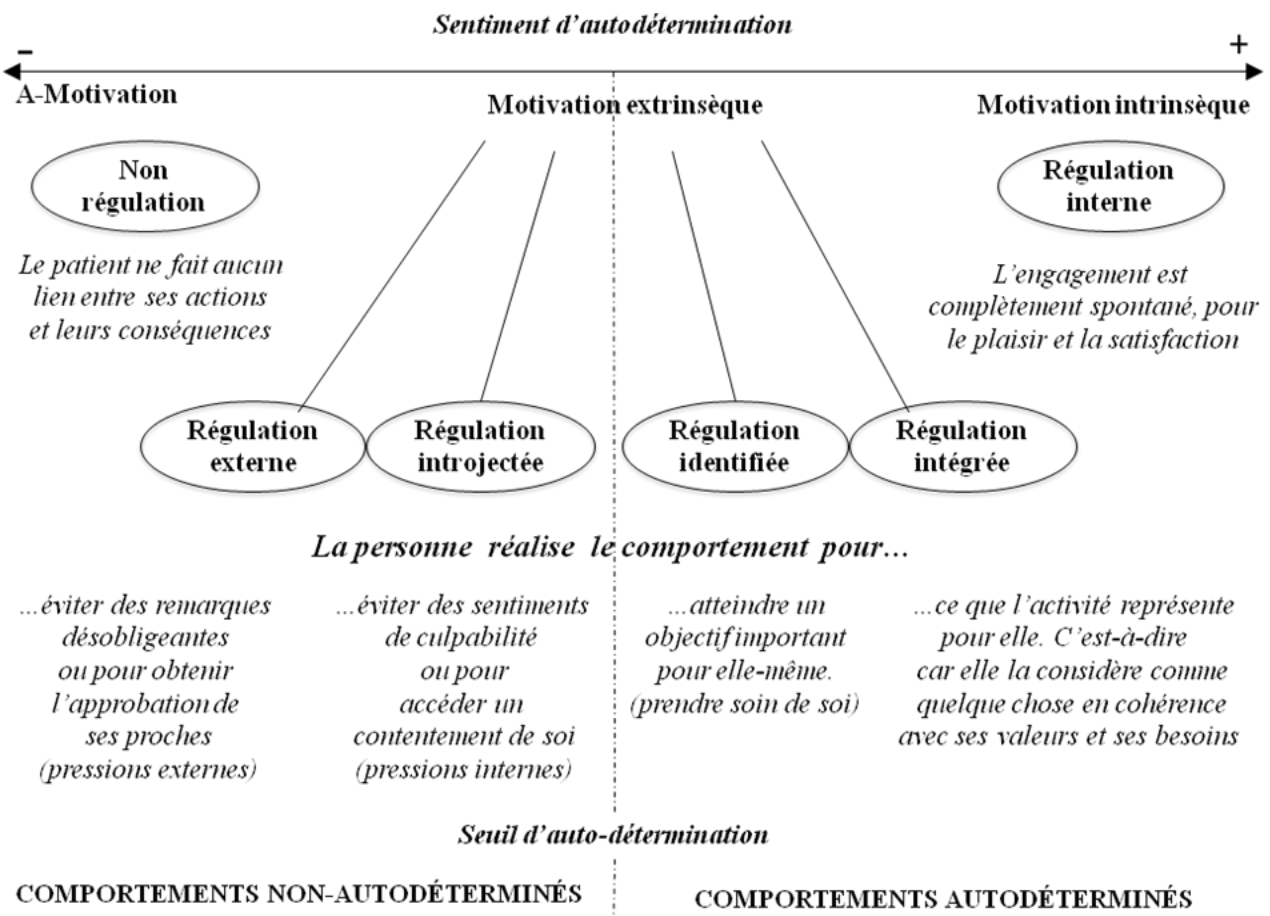 Sentiment d'autodétermination
– +
A-Motivation
Motivation extrinsèque
Motivation intrinsèque
Non
régulation
Régulation
interne
Le patient ne fait aucun
lien entre ses actions
et leurs conséquences
L'engagement est
complètement spontané, pour
le plaisir et la satisfaction
Régulation
externe
Régulation
introjectée
Régulation
identifiée
Régulation
intégrée
La personne réalise le comportement pour…
…éviter des remarques
désobligeantes
ou pour obtenir
l'approbation de
ses proches
(pressions externes)
…éviter des sentiments
de culpabilité
ou pour
accéder un
contentement de soi
(pressions internes)
…atteindre un
objectif important
pour elle-même.
(prendre soin de soi)
…ce que l'activité représente
pour elle. C'est-à-dire
car elle la considère comme
quelque chose en cohérence
avec ses valeurs et ses besoins
Seuil d'auto-détermination
COMPORTEMENTS NON-AUTODÉTERMINÉS
COMPORTEMENTS AUTODÉTERMINÉS